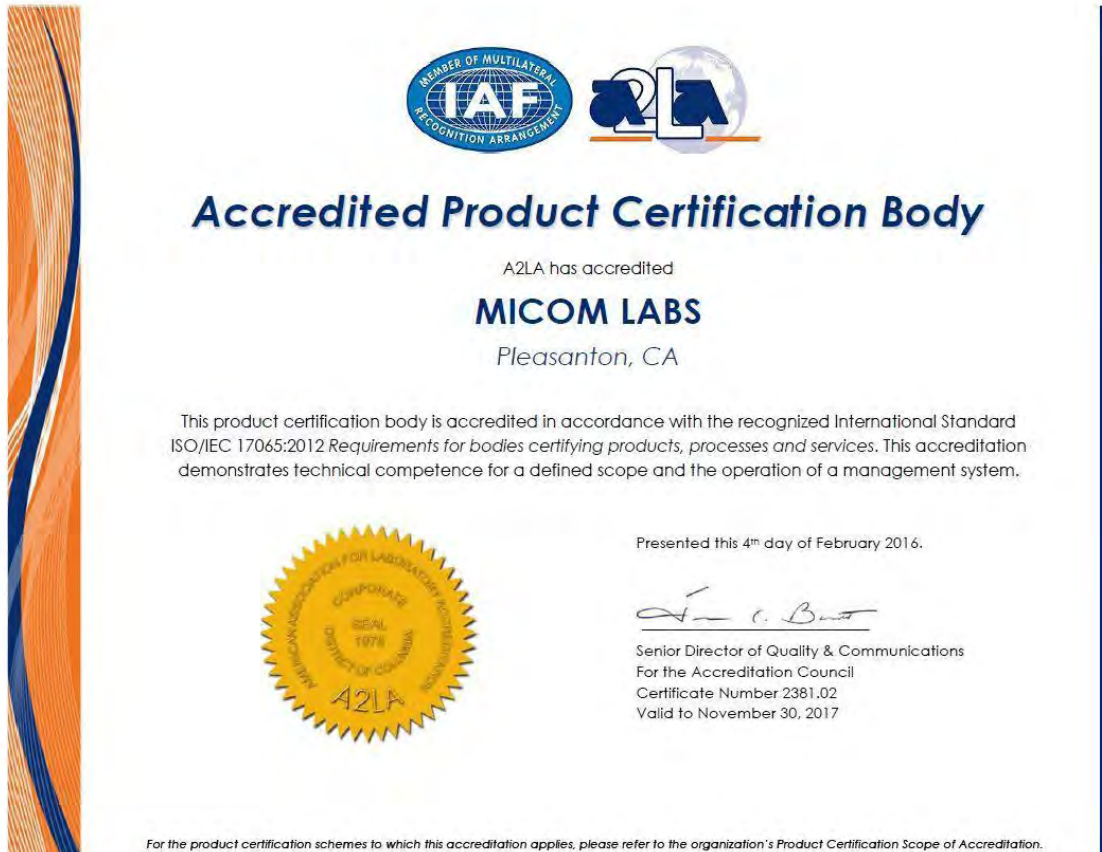 MEMBER OF MULTILATERAL
IAF
RECOGNITION ARRANGEMENT
a2La
Accredited Product Certification Body
A2LA has accredited
MICOM LABS
Pleasanton, CA
This product certification body is accredited in accordance with the recognized International Standard
ISO/IEC 17065:2012 Requirements for bodies certifying products, processes and services. This accreditation
demonstrates technical competence for a defined scope and the operation of a management system.
AMERICAN ASSOCIATION FOR LABORATORY ACCREDITATION
CORPORATE
SEAL
1978
DISTRICT OF COLUMBIA
A2LA
Presented this 4th day of February 2016.
Senior Director of Quality & Communications
For the Accreditation Council
Certificate Number 2381.02
Valid to November 30, 2017
For the product certification schemes to which this accreditation applies, please refer to the organization's Product Certification Scope of Accreditation.